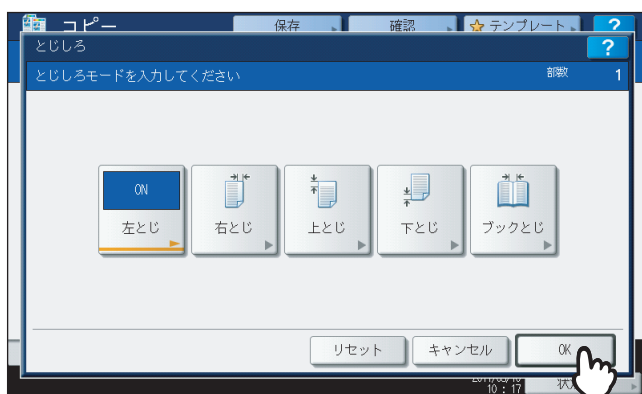 コピー 保存 確認 テンプレート ?
とじしろ ?
とじしろモードを入力してください 部数 1
ON
左とじ 右とじ 上とじ 下とじ ブックとじ
リセット キャンセル OK
10:17